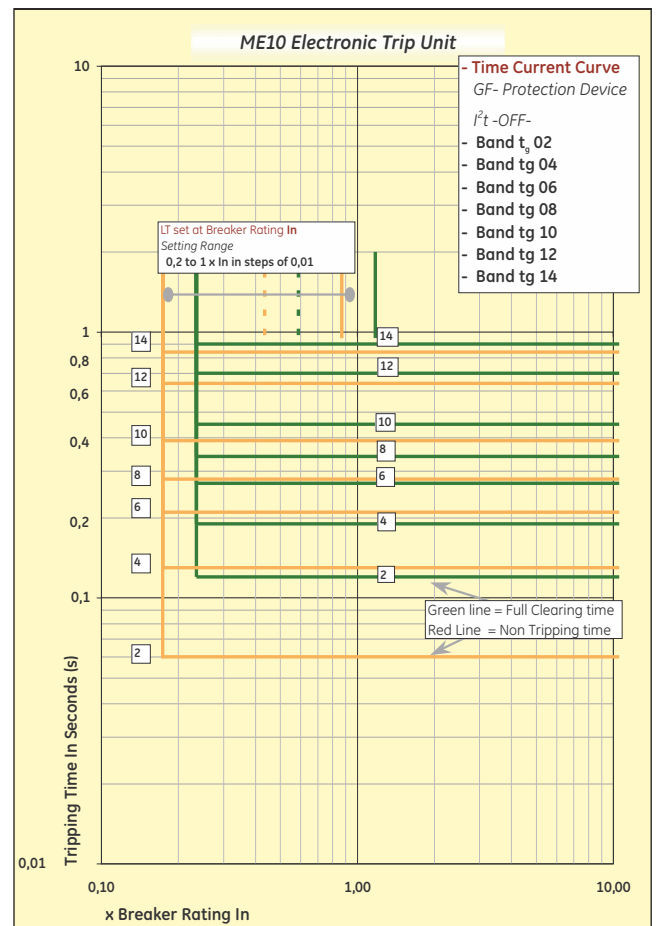 ME10 Electronic Trip Unit
10
- Time Current Curve
GF- Protection Device
I²t -OFF-
- Band tg 02
- Band tg 04
- Band tg 06
- Band tg 08
- Band tg 10
- Band tg 12
- Band tg 14
LT set at Breaker Rating In
Setting Range
0,2 to 1 x In in steps of 0,01
1
14
14
0,8
12
12
0,6
10
10
0,4
8
8
6
6
0,2
4
4
2
0,1
Green line = Full Clearing time
Red Line = Non Tripping time
2
Tripping Time In Seconds (s)
0,01
0,10
1,00
10,00
x Breaker Rating In